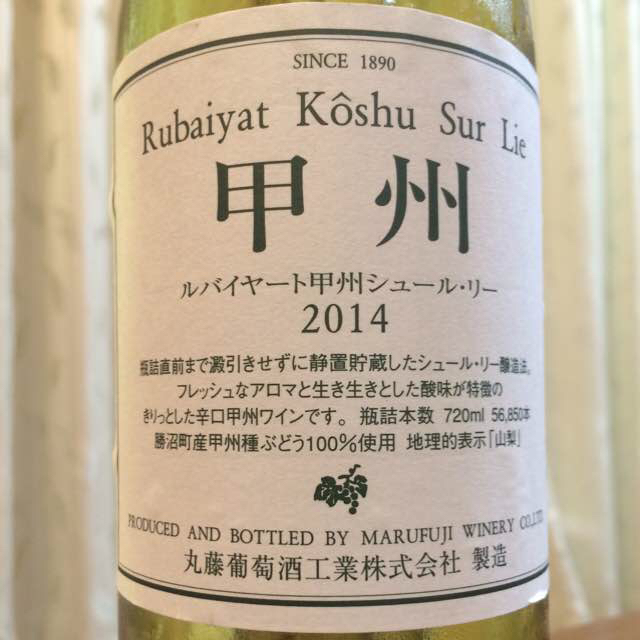 SINCE 1890
Rubaiyat Kôshu Sur Lie
甲州
ルバイヤート甲州シュール・リー
2014
瓶詰直前まで澱引きせずに静置貯蔵したシュール・リー醸造法。
フレッシュなアロマと生き生きとした酸味が特徴の
きりっとした辛口甲州ワインです。 瓶詰本数 720ml 56,850本
勝沼町産甲州種ぶどう100%使用 地理的表示「山梨」
PRODUCED AND BOTTLED BY MARUFUJI WINERY CO.,LTD.
丸藤葡萄酒工業株式会社 製造